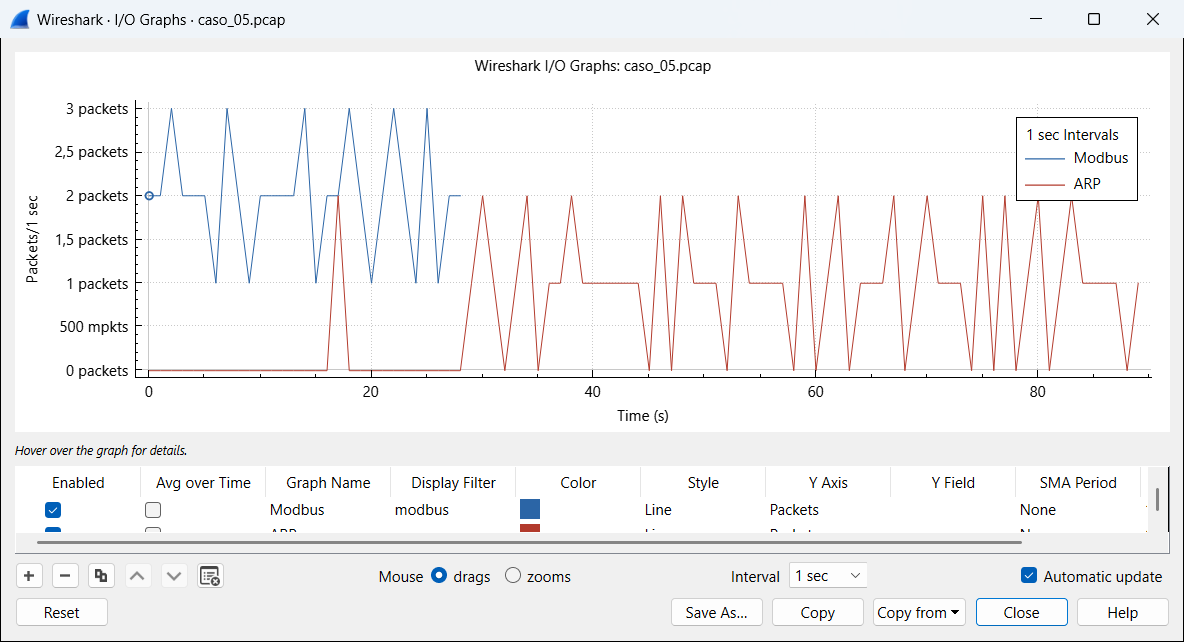 Wireshark · I/O Graphs · caso_05.pcap
Wireshark I/O Graphs: caso_05.pcap
3 packets
2,5 packets
2 packets
1,5 packets
1 packets
500 mpkts
0 packets
Packets/1 sec
1 sec Intervals
Modbus
ARP
0 20 40 60 80
Time (s)
Hover over the graph for details.
Enabled Avg over Time Graph Name Display Filter Color Style Y Axis Y Field SMA Period
Modbus modbus Line Packets None
Mouse drags zooms Interval 1 sec Automatic update
Reset Save As... Copy Copy from Close Help